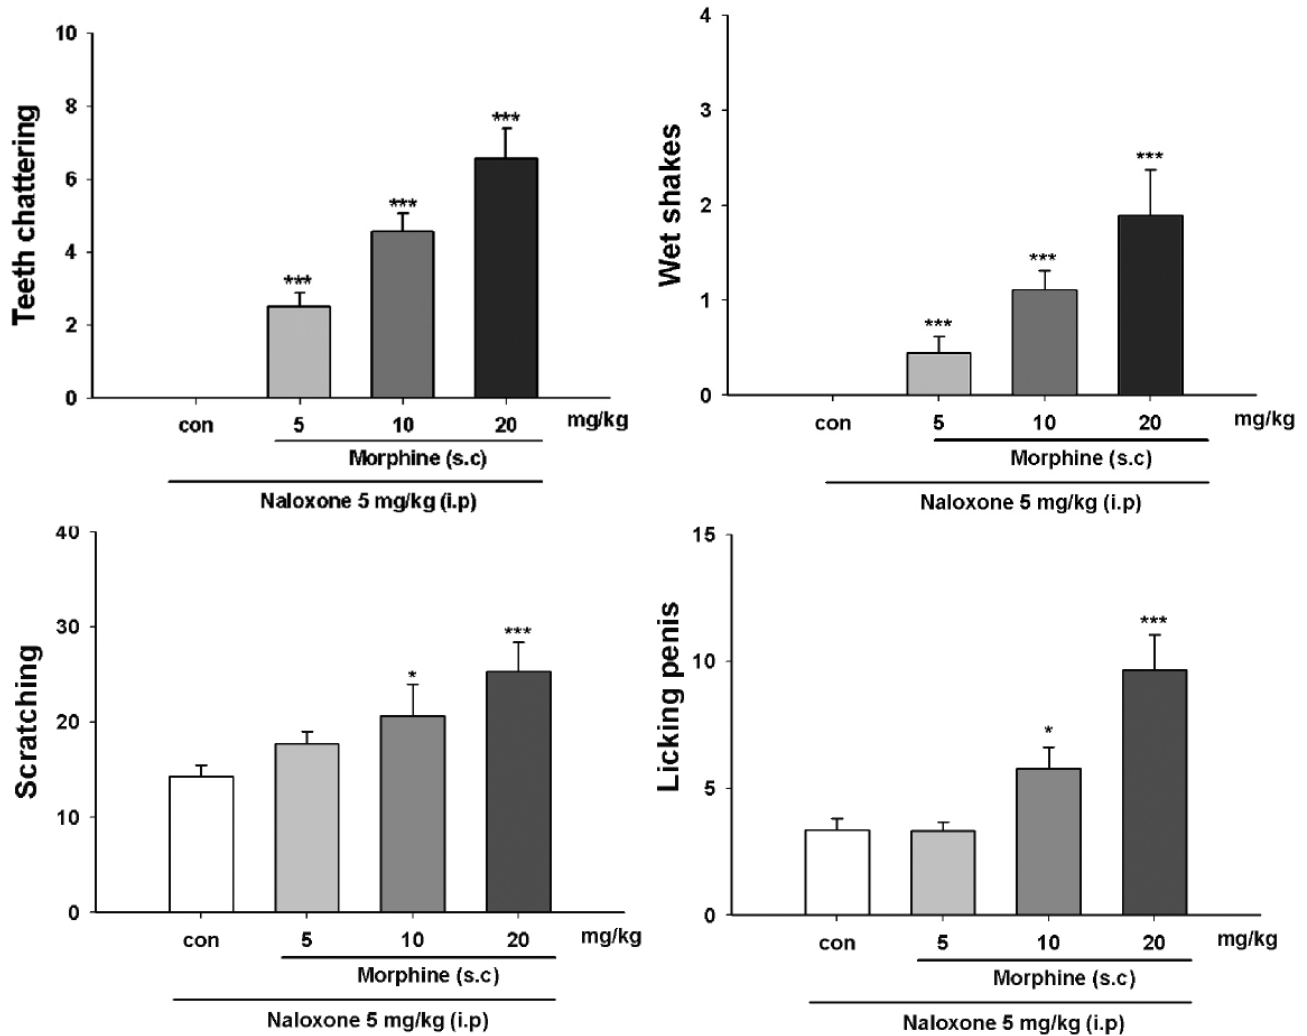 Teeth chattering
10
8
6
4
2
0
***
***
***
con 5 10 20 mg/kg
Morphine (s.c)
Naloxone 5 mg/kg (i.p)
Wet shakes
4
3
2
1
0
***
***
***
con 5 10 20 mg/kg
Morphine (s.c)
Naloxone 5 mg/kg (i.p)
Scratching
40
30
20
10
0
*
***
con 5 10 20 mg/kg
Morphine (s.c)
Naloxone 5 mg/kg (i.p)
Licking penis
15
10
5
0
*
***
con 5 10 20 mg/kg
Morphine (s.c)
Naloxone 5 mg/kg (i.p)